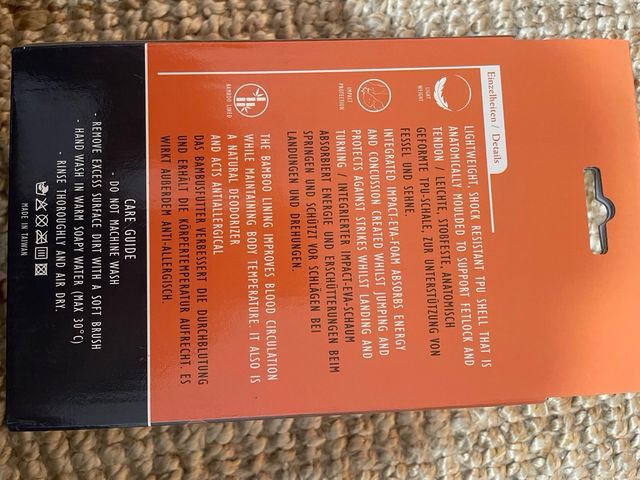 Einzelheiten / Details
LIGHT
WEIGHT
LIGHTWEIGHT, SHOCK RESISTANT TPU SHELL THAT IS
ANATOMICALLY MOULDED TO SUPPORT FETLOCK AND
TENDON / LEICHTE, STOßFESTE, ANATOMISCH
GEFORMTE TPU-SCHALE, ZUR UNTERSTÜTZUNG VON
FESSEL UND SEHNE.
IMPACT
PROTECTION
INTEGRATED IMPACT-EVA-FOAM ABSORBS ENERGY
AND CONCUSSION CREATED WHILST JUMPING AND
PROTECTS AGAINST STRIKES WHILST LANDING AND
TURNING / INTEGRIERTER IMPACT-EVA-SCHAUM
ABSORBIERT ENERGIE UND ERSCHÜTTERUNGEN BEIM
SPRINGEN UND SCHÜTZT VOR SCHLÄGEN BEI
LANDUNGEN UND DREHUNGEN.
BAMBOO LINED
THE BAMBOO LINING IMPROVES BLOOD CIRCULATION
WHILE MAINTAINING BODY TEMPERATURE. IT ALSO IS
A NATURAL DEODORIZER
AND ACTS ANTIALLERGICAL
DAS BAMBUSFUTTER VERBESSERT DIE DURCHBLUTUNG
UND ERHÄLT DIE KÖRPERTEMPERATUR AUFRECHT. ES
WIRKT AUßERDEM ANTI-ALLERGISCH.
CARE GUIDE
- DO NOT MACHINE WASH
- REMOVE EXCESS SURFACE DIRT WITH A SOFT BRUSH
- HAND WASH IN WARM SOAPY WATER (MAX 30°C)
- RINSE THOROUGHLY AND AIR DRY.
MADE IN TAIWAN